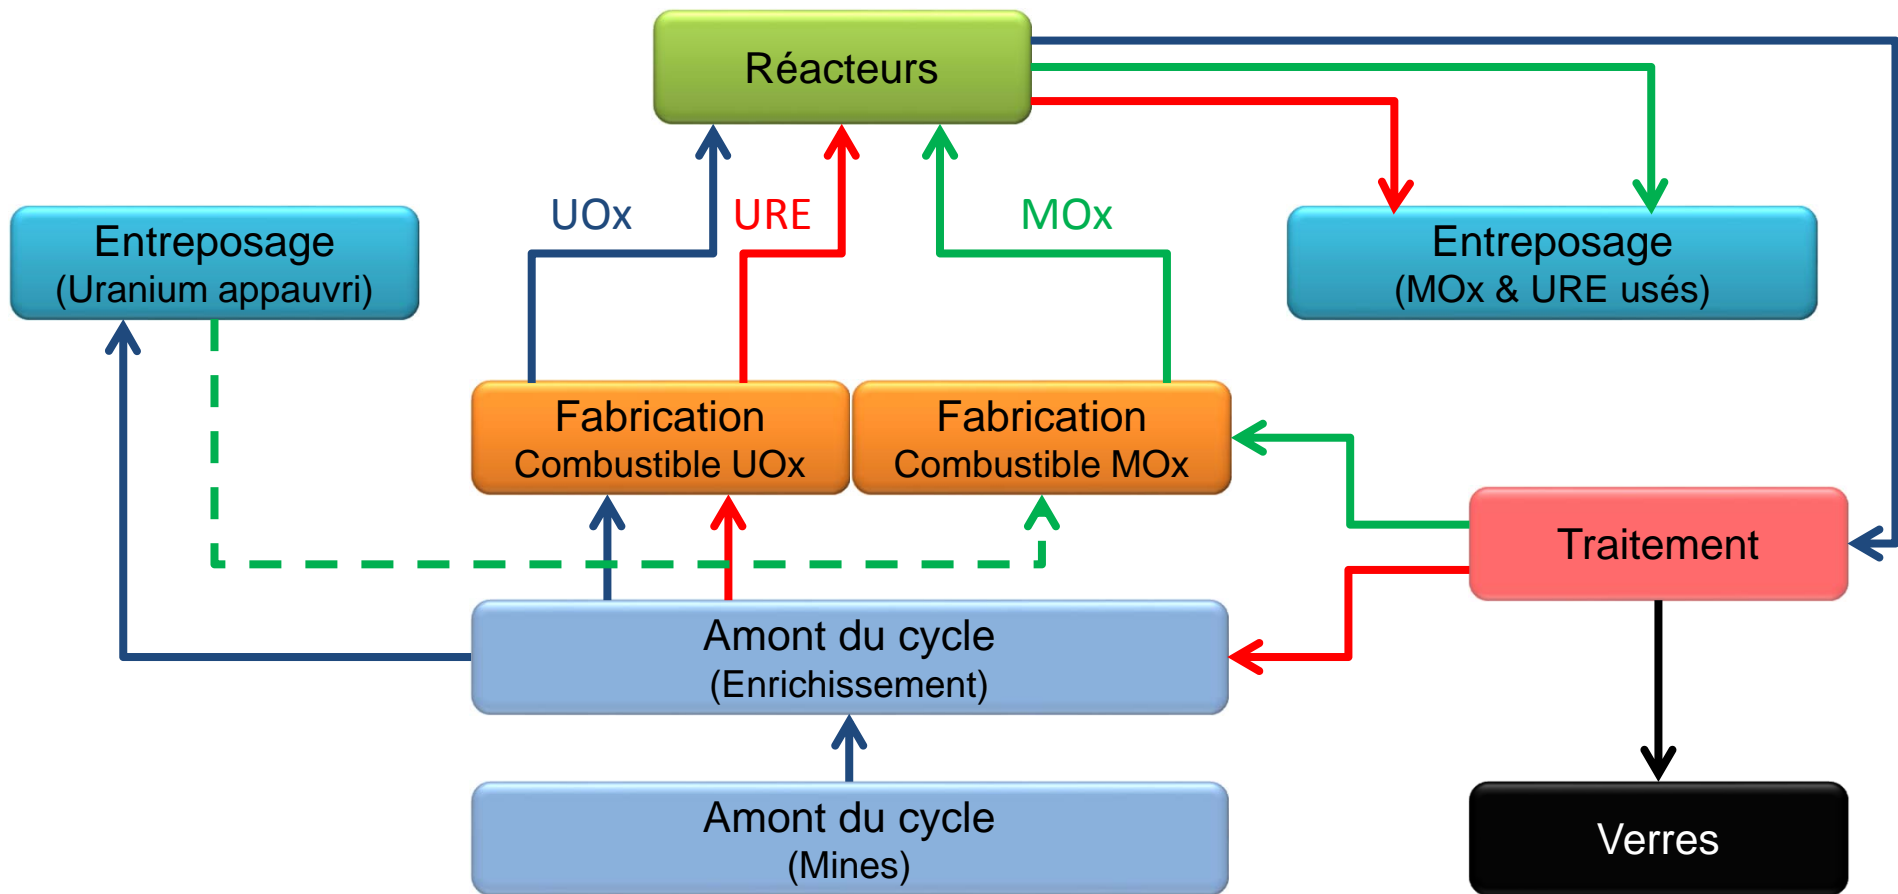 Réacteurs
UOx
URE
MOx
Entreposage
(Uranium appauvri)
Entreposage
(MOx & URE usés)
Fabrication
Combustible UOx
Fabrication
Combustible MOx
Traitement
Amont du cycle
(Enrichissement)
Amont du cycle
(Mines)
Verres